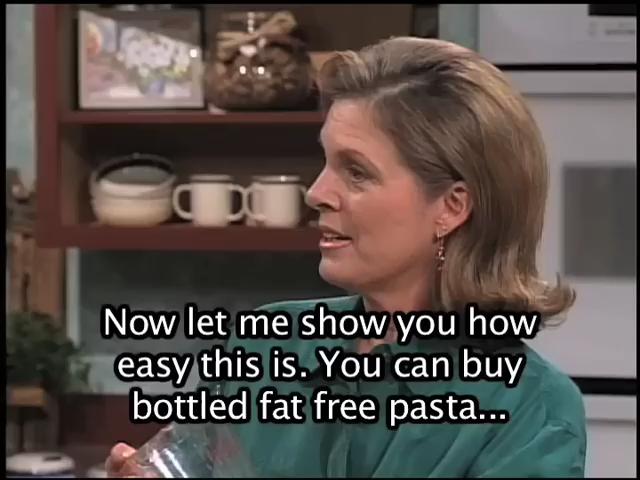 Now let me show you how
easy this is. You can buy
bottled fat free pasta...